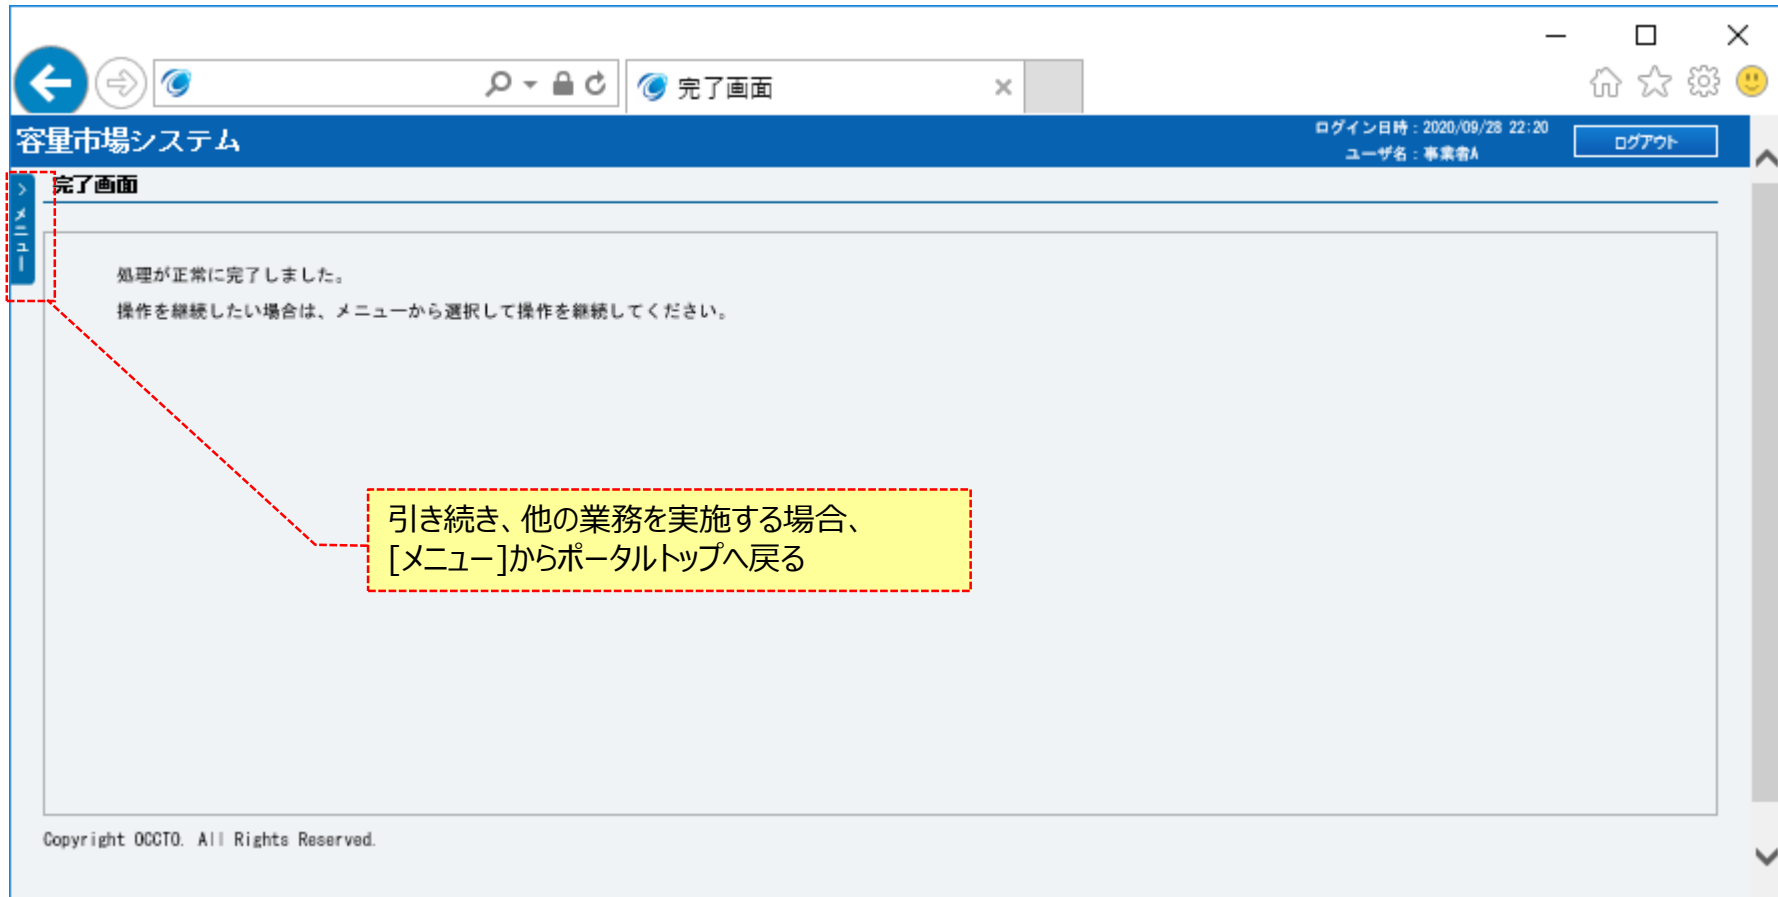 完了画面
容量市場システム
ログイン日時：2020/09/28 22:20
ユーザ名：事業者A
ログアウト
> メニュー
完了画面
処理が正常に完了しました。
操作を継続したい場合は、メニューから選択して操作を継続してください。
引き続き、他の業務を実施する場合、
[メニュー]からポータルトップへ戻る
Copyright OCCTO. All Rights Reserved.